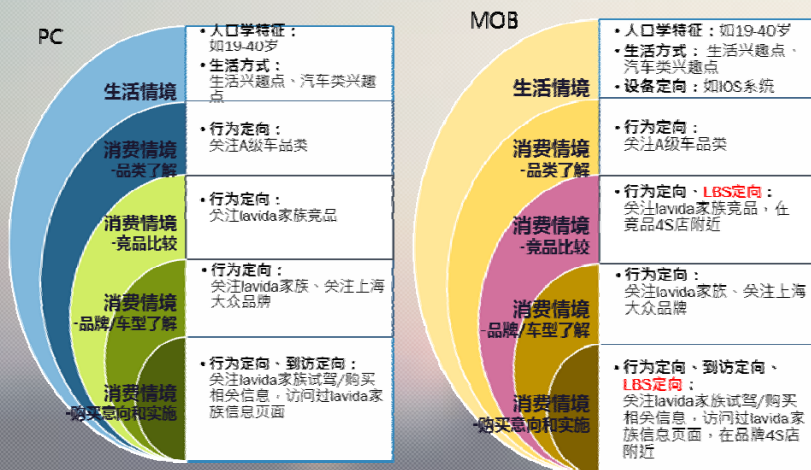 PC
生活情境
• 人口学特征：
如19-40岁
• 生活方式：
生活兴趣点、汽车类兴趣
点
消费情境
-品类了解
• 行为定向：
关注A级车品类
消费情境
-竞品比较
• 行为定向：
关注lavida家族竞品
消费情境
-品牌/车型了解
• 行为定向：
关注lavida家族、关注上海
大众品牌
消费情境
-购买意向和实施
• 行为定向、到访定向：
关注lavida家族试驾/购买
相关信息，访问过lavida家
族信息页面
MOB
生活情境
• 人口学特征：如19-40岁
• 生活方式：生活兴趣点、
汽车类兴趣点
• 设备定向：如IOS系统
消费情境
-品类了解
• 行为定向：
关注A级车品类
消费情境
-竞品比较
• 行为定向、LBS定向：
关注lavida家族竞品，在
竞品4S店附近
消费情境
-品牌/车型了解
• 行为定向：
关注lavida家族、关注上海
大众品牌
消费情境
-购买意向和实施
• 行为定向、到访定向、
LBS定向：
关注lavida家族试驾/购买
相关信息，访问过lavida家
族信息页面，在品牌4S店
附近